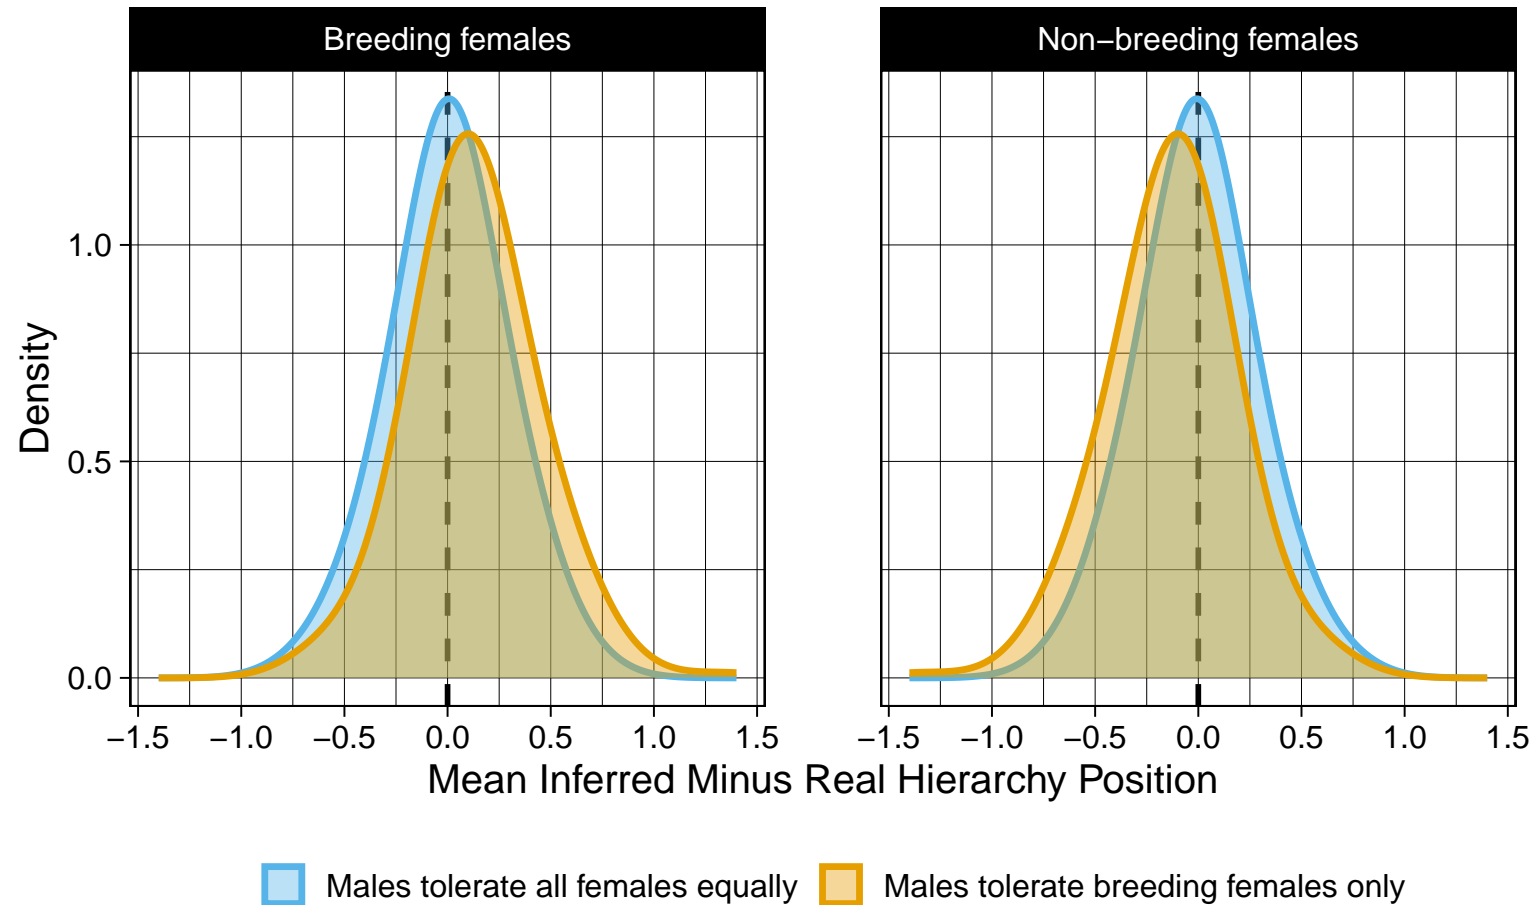 Breeding females
Non−breeding females
Density
1.0
0.5
0.0
−1.5 −1.0 −0.5 0.0 0.5 1.0 1.5
−1.5 −1.0 −0.5 0.0 0.5 1.0 1.5
Mean Inferred Minus Real Hierarchy Position
Males tolerate all females equally
Males tolerate breeding females only